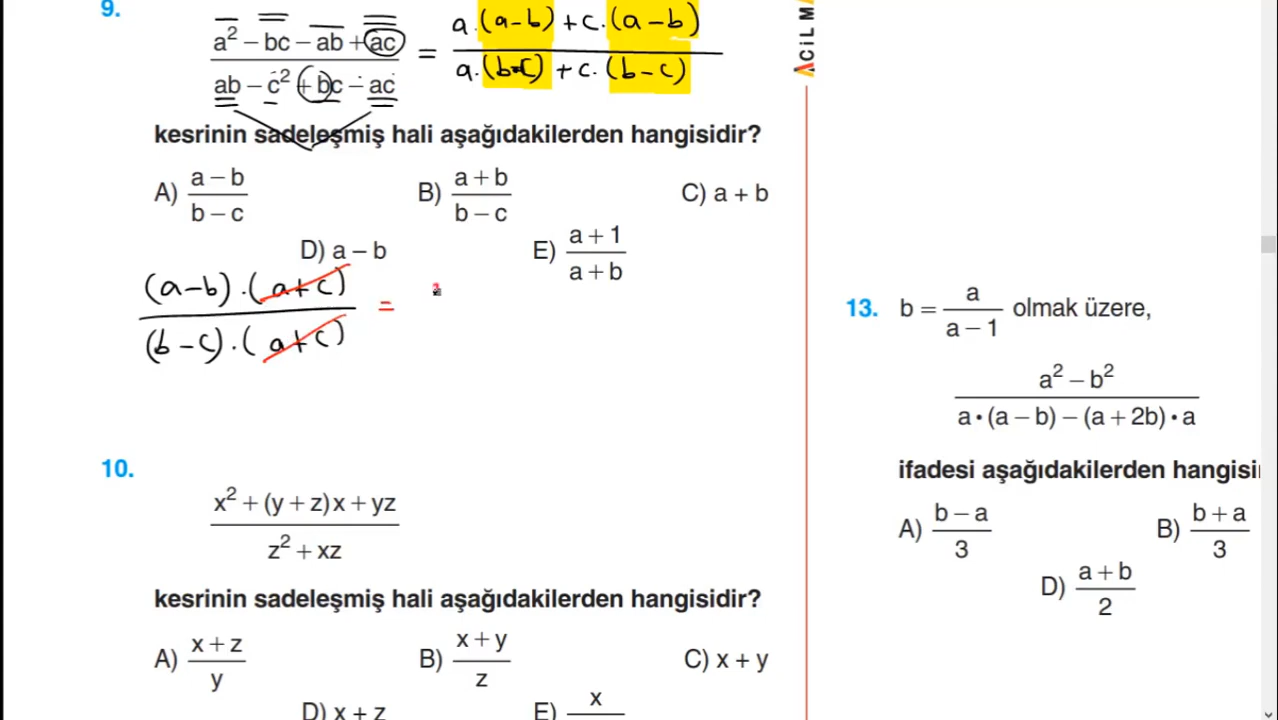 9.
a² – bc – ab + ac / ab – c² + bc – ac = a.(a–b) + c.(a–b) / a.(b–c) + c.(b–c)
kesrinin sadeleşmiş hali aşağıdakilerden hangisidir?
A) a – b / b – c B) a + b / b – c C) a + b
D) a – b E) a + 1 / a + b
(a–b).(a+c) / (b–c).(a+c) =
10.
x² + (y + z)x + yz / z² + xz
kesrinin sadeleşmiş hali aşağıdakilerden hangisidir?
A) x + z / y B) x + y / z C) x + y
D) x + z E) x
ACİL M
13. b = a / a – 1 olmak üzere,
a² – b² / a • (a – b) – (a + 2b) • a
ifadesi aşağıdakilerden
A) b – a / 3 B) b + a / 3
D) a + b / 2